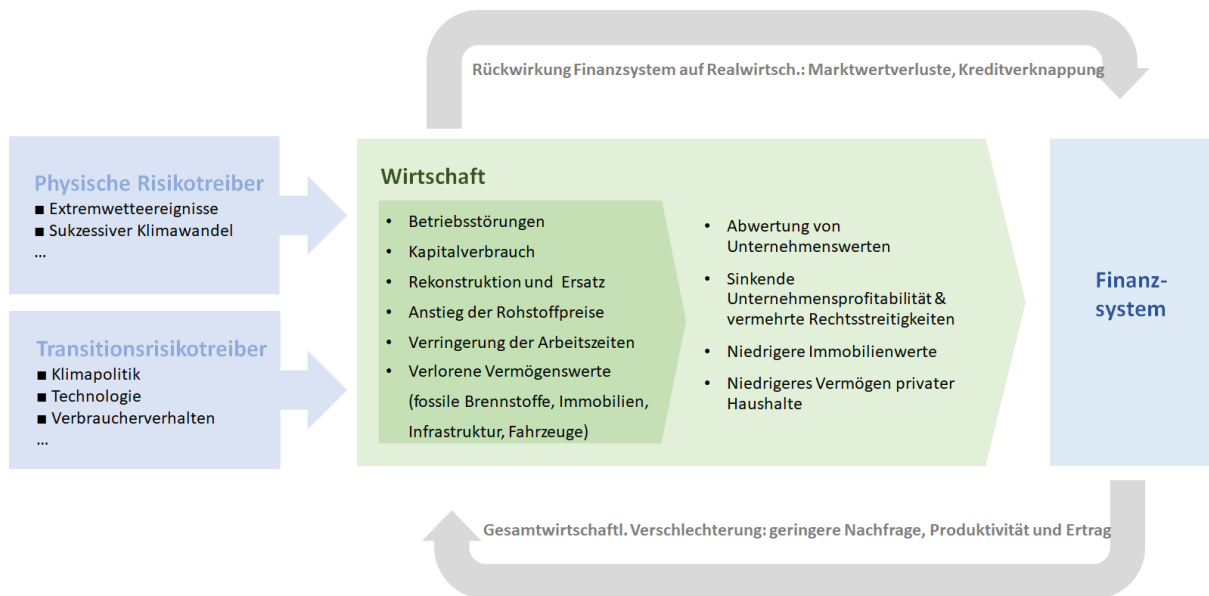 Rückwirkung Finanzsystem auf Realwirtsch.: Marktwertverluste, Kreditverknappung
Physische Risikotreiber
■ Extremwetteereignisse
■ Sukzessiver Klimawandel
...
Transitionsrisikotreiber
■ Klimapolitik
■ Technologie
■ Verbraucherverhalten
...
Wirtschaft
• Betriebsstörungen
• Kapitalverbrauch
• Rekonstruktion und Ersatz
• Anstieg der Rohstoffpreise
• Verringerung der Arbeitszeiten
• Verlorene Vermögenswerte
(fossile Brennstoffe, Immobilien,
Infrastruktur, Fahrzeuge)
• Abwertung von
Unternehmenswerten
• Sinkende
Unternehmensprofitabilität &
vermehrte Rechtsstreitigkeiten
• Niedrigere Immobilienwerte
• Niedrigeres Vermögen privater
Haushalte
Finanz-
system
Gesamtwirtschaftl. Verschlechterung: geringere Nachfrage, Produktivität und Ertrag